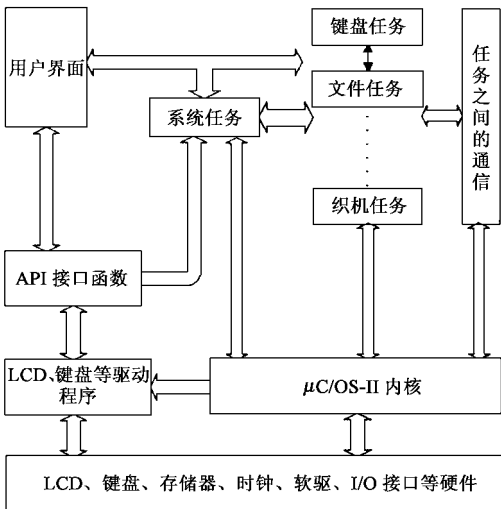 用户界面
键盘任务
文件任务
系统任务
任务之间的通信
织机任务
API 接口函数
LCD、键盘等驱动
程序
μC/OS-II 内核
LCD、键盘、存储器、时钟、软驱、I/O 接口等硬件